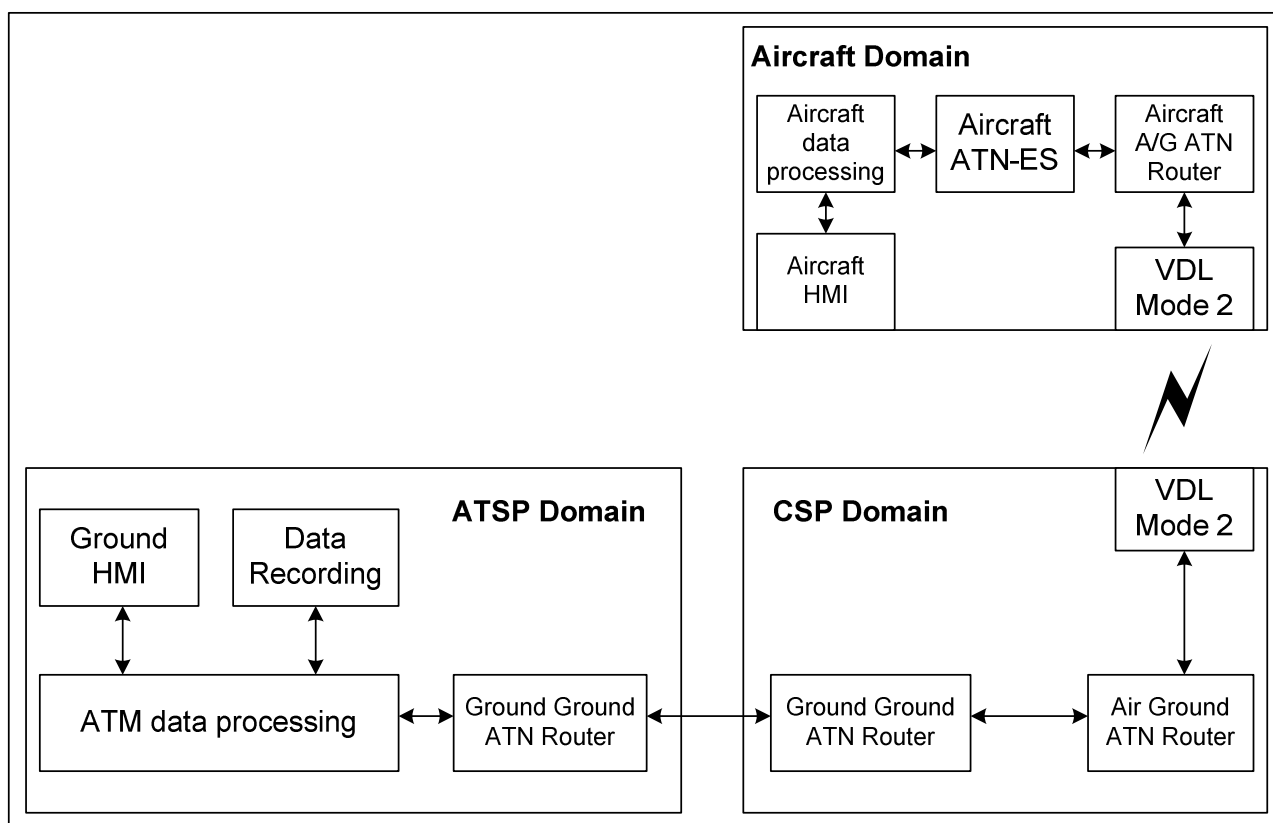 Aircraft Domain
Aircraft
data
processing
Aircraft
ATN-ES
Aircraft
A/G ATN
Router
Aircraft
HMI
VDL
Mode 2
ATSP Domain
Ground
HMI
Data
Recording
ATM data processing
Ground Ground
ATN Router
CSP Domain
VDL
Mode 2
Ground Ground
ATN Router
Air Ground
ATN Router